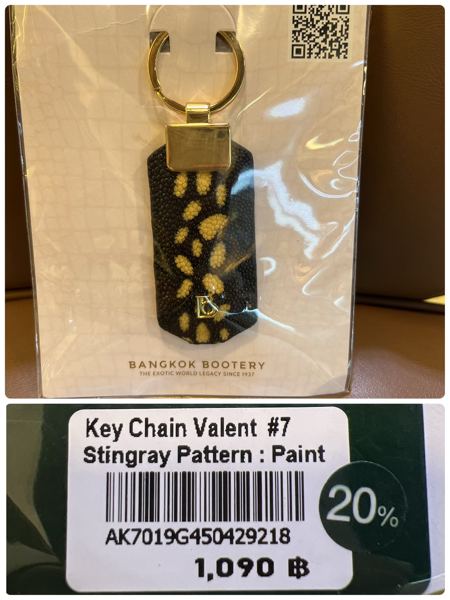 BANGKOK BOOTERY
THE EXOTIC WORLD LEGACY SINCE 1937
Key Chain Valent #7
Stingray Pattern : Paint
20%
AK7019G450429218
1,090 ฿